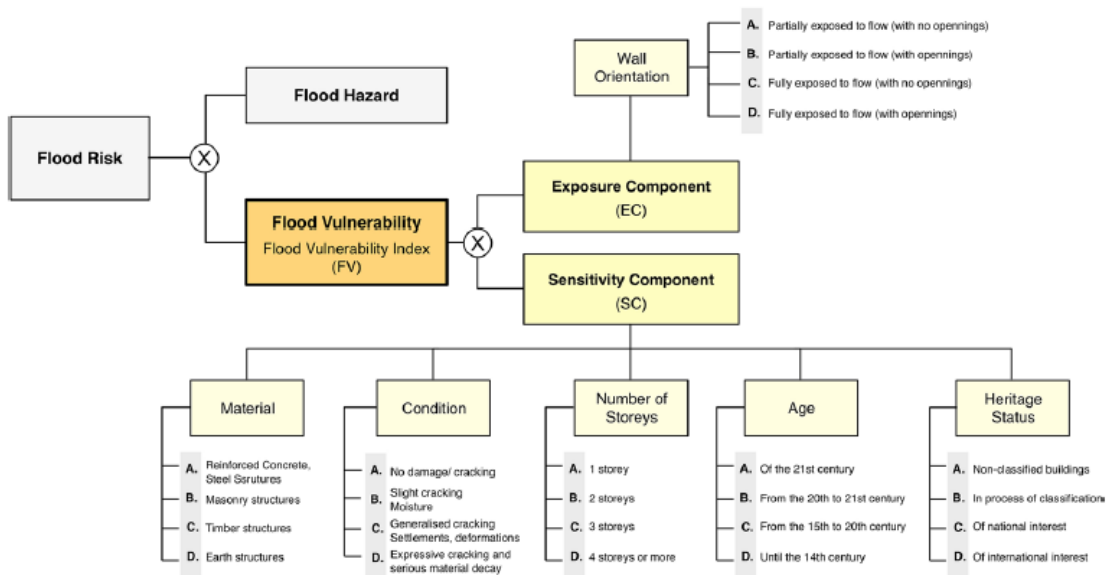 Flood Risk
X
Flood Hazard
Flood Vulnerability
Flood Vulnerability Index
(FV)
X
Wall
Orientation
A. Partially exposed to flow (with no opennings)
B. Partially exposed to flow (with opennings)
C. Fully exposed to flow (with no opennings)
D. Fully exposed to flow (with opennings)
Exposure Component
(EC)
Sensitivity Component
(SC)
Material
A. Reinforced Concrete,
Steel Ssrutures
B. Masonry structures
C. Timber structures
D. Earth structures
Condition
A. No damage/ cracking
B. Slight cracking
Moisture
C. Generalised cracking
Settlements, deformations
D. Expressive cracking and
serious material decay
Number of
Storeys
A. 1 storey
B. 2 storeys
C. 3 storeys
D. 4 storeys or more
Age
A. Of the 21st century
B. From the 20th to 21st century
C. From the 15th to 20th century
D. Until the 14th century
Heritage
Status
A. Non-classified buildings
B. In process of classification
C. Of national interest
D. Of international interest